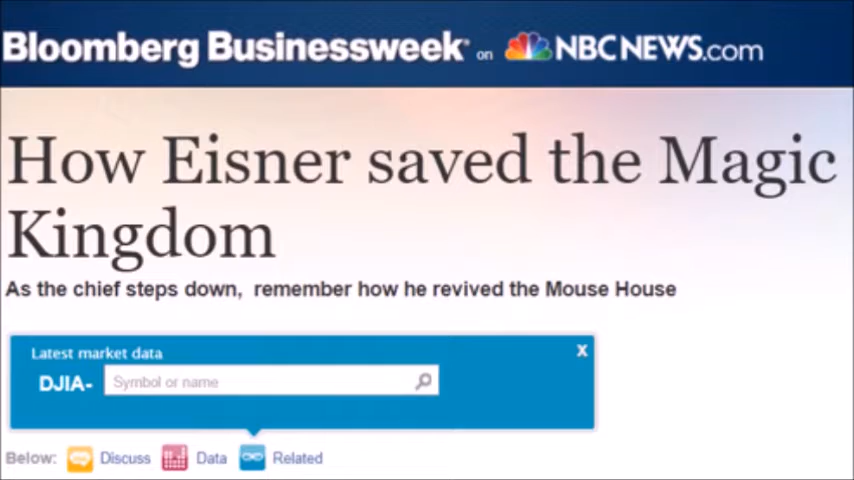 Bloomberg Businessweek on NBCNEWS.com
How Eisner saved the Magic
Kingdom
As the chief steps down, remember how he revived the Mouse House
Latest market data
X
DJIA- Symbol or name
Below: Discuss Data Related